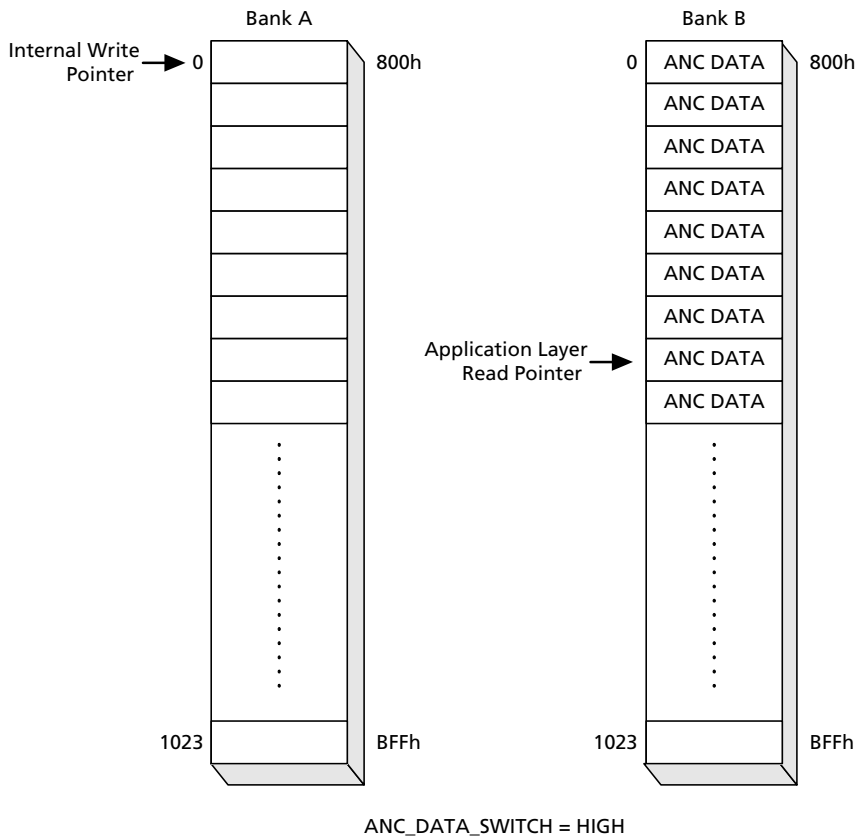 Bank A
Bank B
Internal Write
Pointer
0
800h
0
ANC DATA
800h
ANC DATA
ANC DATA
ANC DATA
ANC DATA
ANC DATA
ANC DATA
Application Layer
Read Pointer
ANC DATA
ANC DATA
1023
BFFh
1023
BFFh
ANC_DATA_SWITCH = HIGH